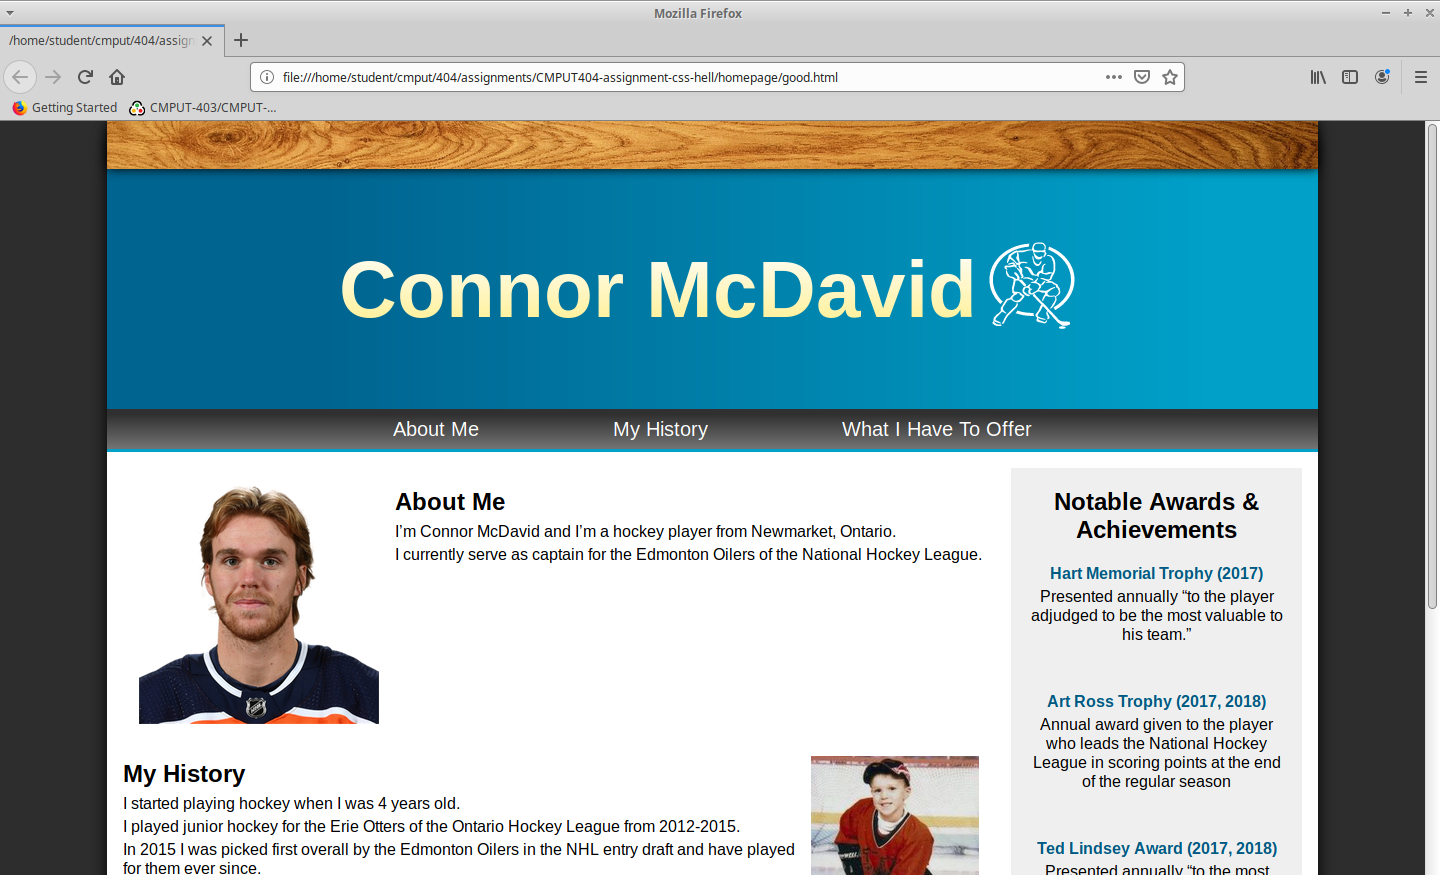 Mozilla Firefox
/home/student/cmput/404/assign
file:///home/student/cmput/404/assignments/CMPUT404-assignment-css-hell/homepage/good.html
Getting Started
CMPUT-403/CMPUT-...
Connor McDavid
About Me
My History
What I Have To Offer
About Me
I’m Connor McDavid and I’m a hockey player from Newmarket, Ontario.
I currently serve as captain for the Edmonton Oilers of the National Hockey League.
My History
I started playing hockey when I was 4 years old.
I played junior hockey for the Erie Otters of the Ontario Hockey League from 2012-2015.
In 2015 I was picked first overall by the Edmonton Oilers in the NHL entry draft and have played
for them ever since.
Notable Awards &
Achievements
Hart Memorial Trophy (2017)
Presented annually “to the player
adjudged to be the most valuable to
his team.”
Art Ross Trophy (2017, 2018)
Annual award given to the player
who leads the National Hockey
League in scoring points at the end
of the regular season
Ted Lindsey Award (2017, 2018)
Presented annually “to the most